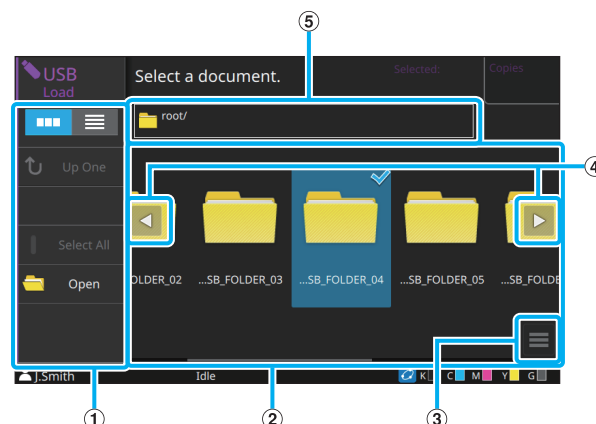 ⑤
USB
Load
Select a document.
Selected:
Copies
root/
Up One
④
Select All
Open
OLDER_02
...SB_FOLDER_03
...SB_FOLDER_04
...SB_FOLDER_05
...SB_FOLDE
J.Smith
Idle
K C M Y G
① ② ③